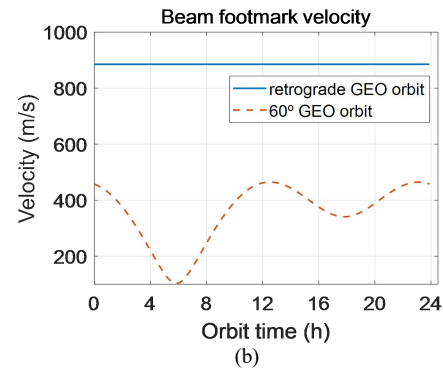 Beam footmark velocity
1000
800
600
400
200
Velocity (m/s)
retrograde GEO orbit
60º GEO orbit
0 4 8 12 16 20 24
Orbit time (h)
(b)